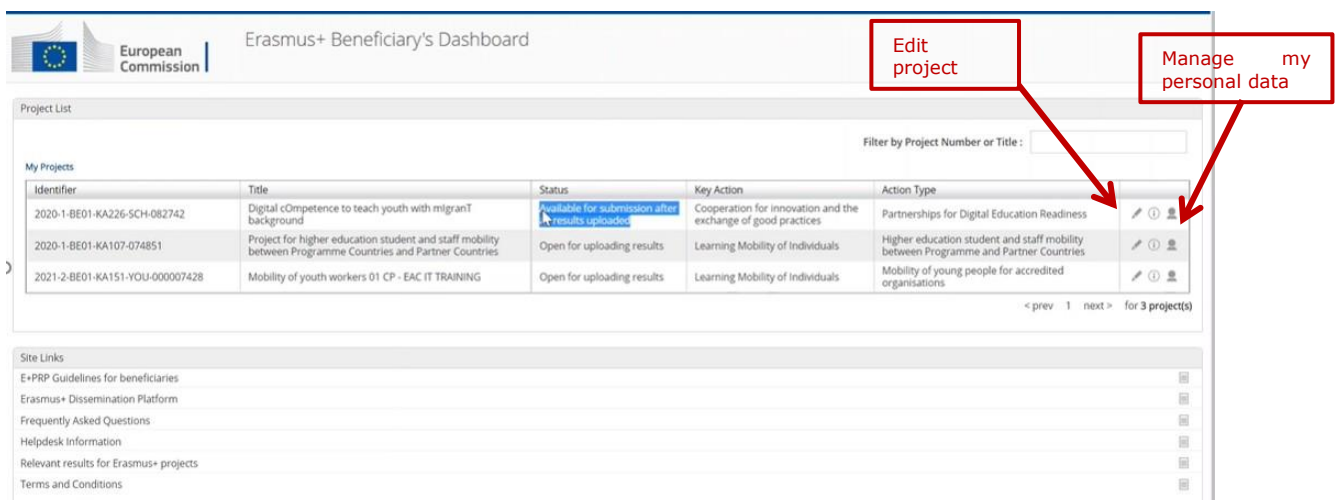 European
Commission
Erasmus+ Beneficiary's Dashboard
Edit
project
Manage my
personal data
Project List
Filter by Project Number or Title :
My Projects
Identifier Title Status Key Action Action Type
2020-1-BE01-KA226-SCH-082742 Digital cOmpetence to teach youth with mIgranT background Available for submission after results uploaded Cooperation for innovation and the exchange of good practices Partnerships for Digital Education Readiness
2020-1-BE01-KA107-074851 Project for higher education student and staff mobility between Programme Countries and Partner Countries Open for uploading results Learning Mobility of Individuals Higher education student and staff mobility between Programme and Partner Countries
2021-2-BE01-KA151-YOU-000007428 Mobility of youth workers 01 CP - EAC IT TRAINING Open for uploading results Learning Mobility of Individuals Mobility of young people for accredited organisations
< prev 1 next > for 3 project(s)
Site Links
E+PRP Guidelines for beneficiaries
Erasmus+ Dissemination Platform
Frequently Asked Questions
Helpdesk Information
Relevant results for Erasmus+ projects
Terms and Conditions